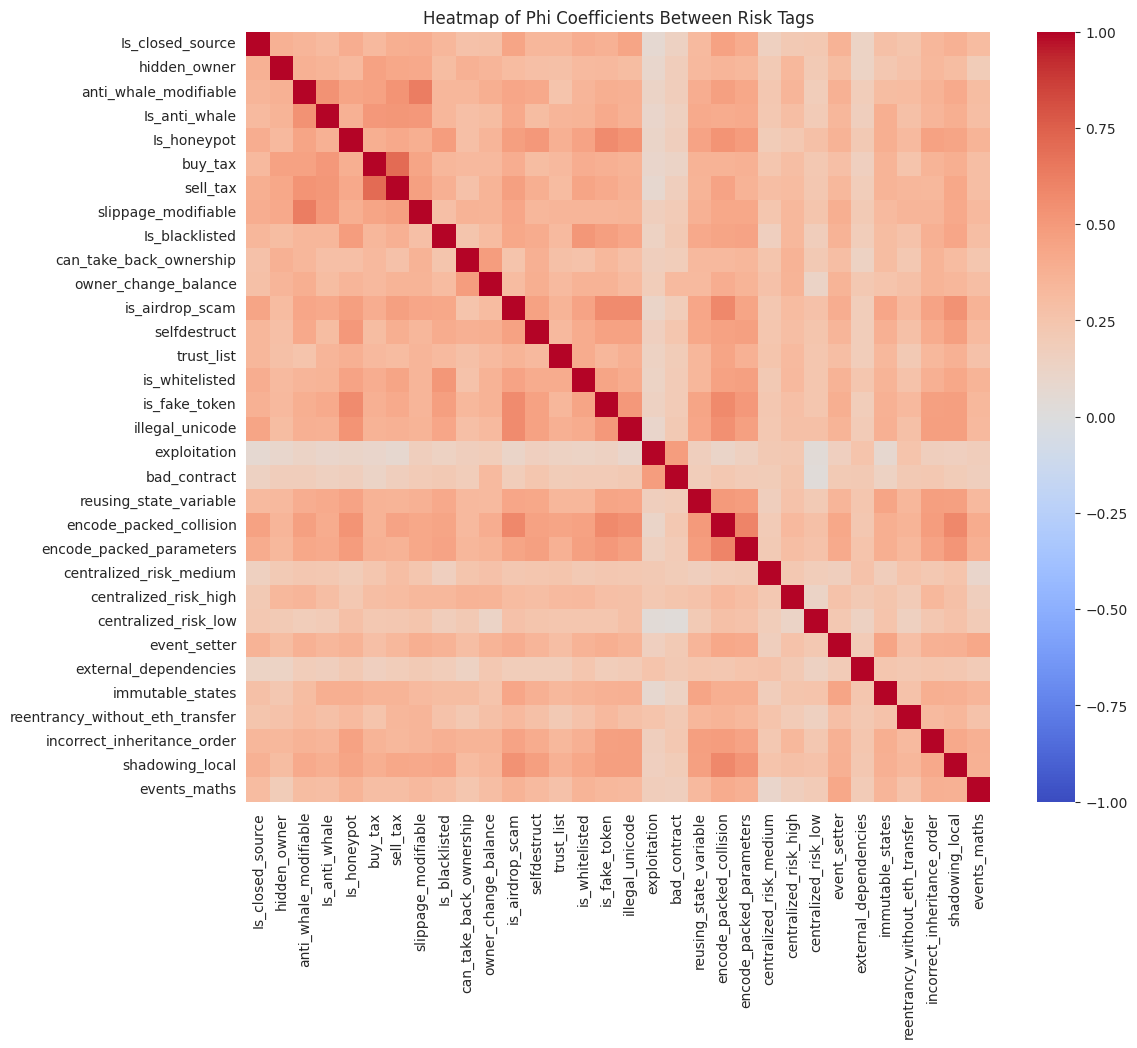 Heatmap of Phi Coefficients Between Risk Tags
Is_closed_source
hidden_owner
anti_whale_modifiable
Is_anti_whale
Is_honeypot
buy_tax
sell_tax
slippage_modifiable
Is_blacklisted
can_take_back_ownership
owner_change_balance
is_airdrop_scam
selfdestruct
trust_list
is_whitelisted
is_fake_token
illegal_unicode
exploitation
bad_contract
reusing_state_variable
encode_packed_collision
encode_packed_parameters
centralized_risk_medium
centralized_risk_high
centralized_risk_low
event_setter
external_dependencies
immutable_states
reentrancy_without_eth_transfer
incorrect_inheritance_order
shadowing_local
events_maths
Is_closed_source
hidden_owner
anti_whale_modifiable
Is_anti_whale
Is_honeypot
buy_tax
sell_tax
slippage_modifiable
Is_blacklisted
can_take_back_ownership
owner_change_balance
is_airdrop_scam
selfdestruct
trust_list
is_whitelisted
is_fake_token
illegal_unicode
exploitation
bad_contract
reusing_state_variable
encode_packed_collision
encode_packed_parameters
centralized_risk_medium
centralized_risk_high
centralized_risk_low
event_setter
external_dependencies
immutable_states
reentrancy_without_eth_transfer
incorrect_inheritance_order
shadowing_local
events_maths
1.00
0.75
0.50
0.25
0.00
−0.25
−0.50
−0.75
−1.00